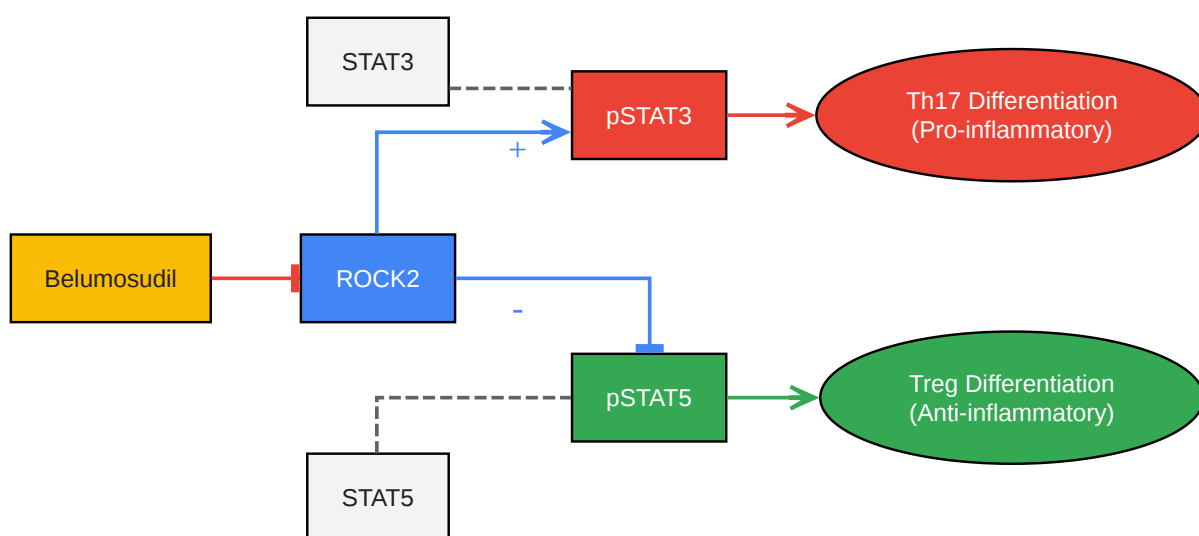 STAT3
pSTAT3
Th17 Differentiation
(Pro-inflammatory)
+
Belumosudil
ROCK2
-
pSTAT5
Treg Differentiation
(Anti-inflammatory)
STAT5